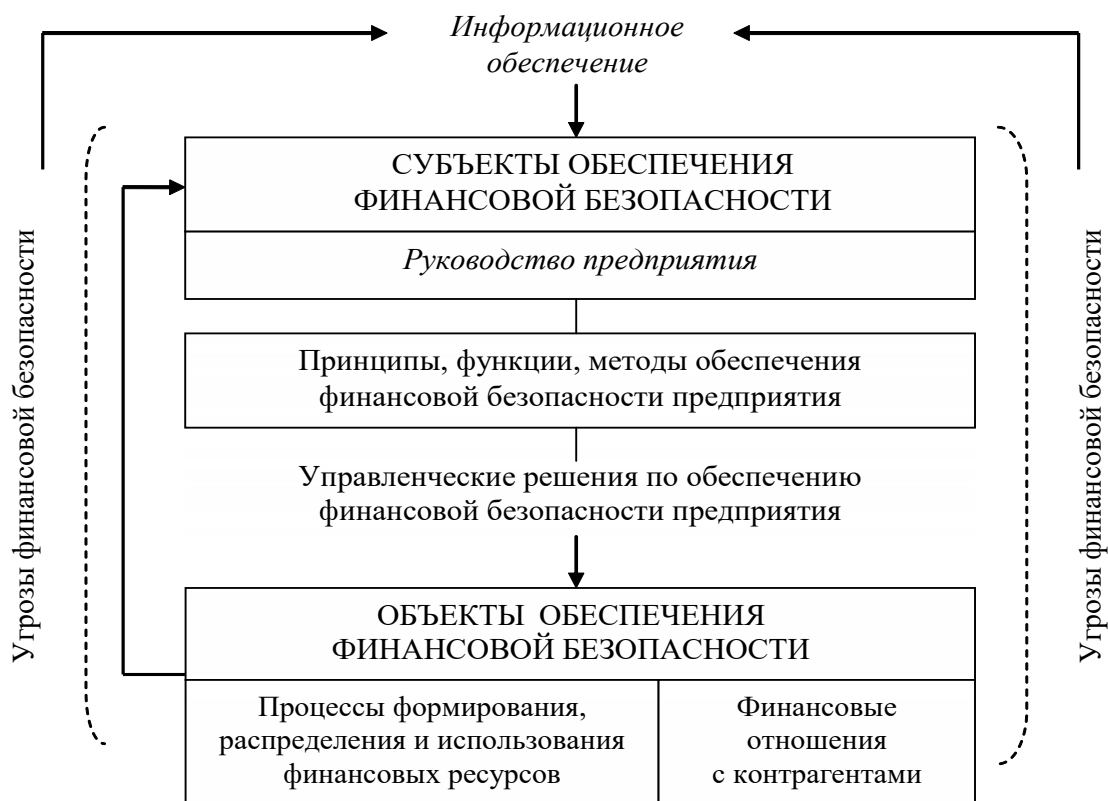 Информационное
обеспечение
СУБЪЕКТЫ ОБЕСПЕЧЕНИЯ
ФИНАНСОВОЙ БЕЗОПАСНОСТИ
Руководство предприятия
Принципы, функции, методы обеспечения
финансовой безопасности предприятия
Управленческие решения по обеспечению
финансовой безопасности предприятия
ОБЪЕКТЫ ОБЕСПЕЧЕНИЯ
ФИНАНСОВОЙ БЕЗОПАСНОСТИ
Процессы формирования,
распределения и использования
финансовых ресурсов
Финансовые
отношения
с контрагентами
Угрозы финансовой безопасности
Угрозы финансовой безопасности